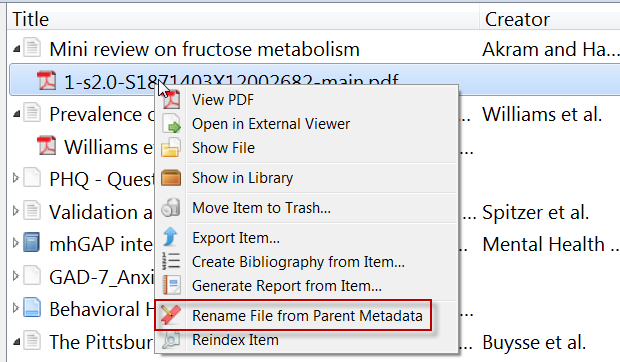 Title Creator
Mini review on fructose metabolism Akram and Ha...
1-s2.0-S1871403X12002682-main.pdf
View PDF
Open in External Viewer
Show File
Show in Library
Move Item to Trash...
Export Item...
Create Bibliography from Item...
Generate Report from Item...
Rename File from Parent Metadata
Reindex Item
Prevalence o ... Williams et al.
Williams e ...
PHQ - Quest
Validation a ... Spitzer et al.
mhGAP inte ... Mental Health ...
GAD-7_Anxi
Behavioral H ...
The Pittsbur ... Buysse et al.